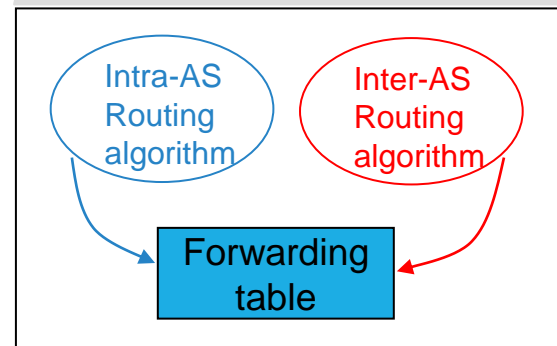 Intra-AS
Routing
algorithm
Inter-AS
Routing
algorithm
Forwarding
table